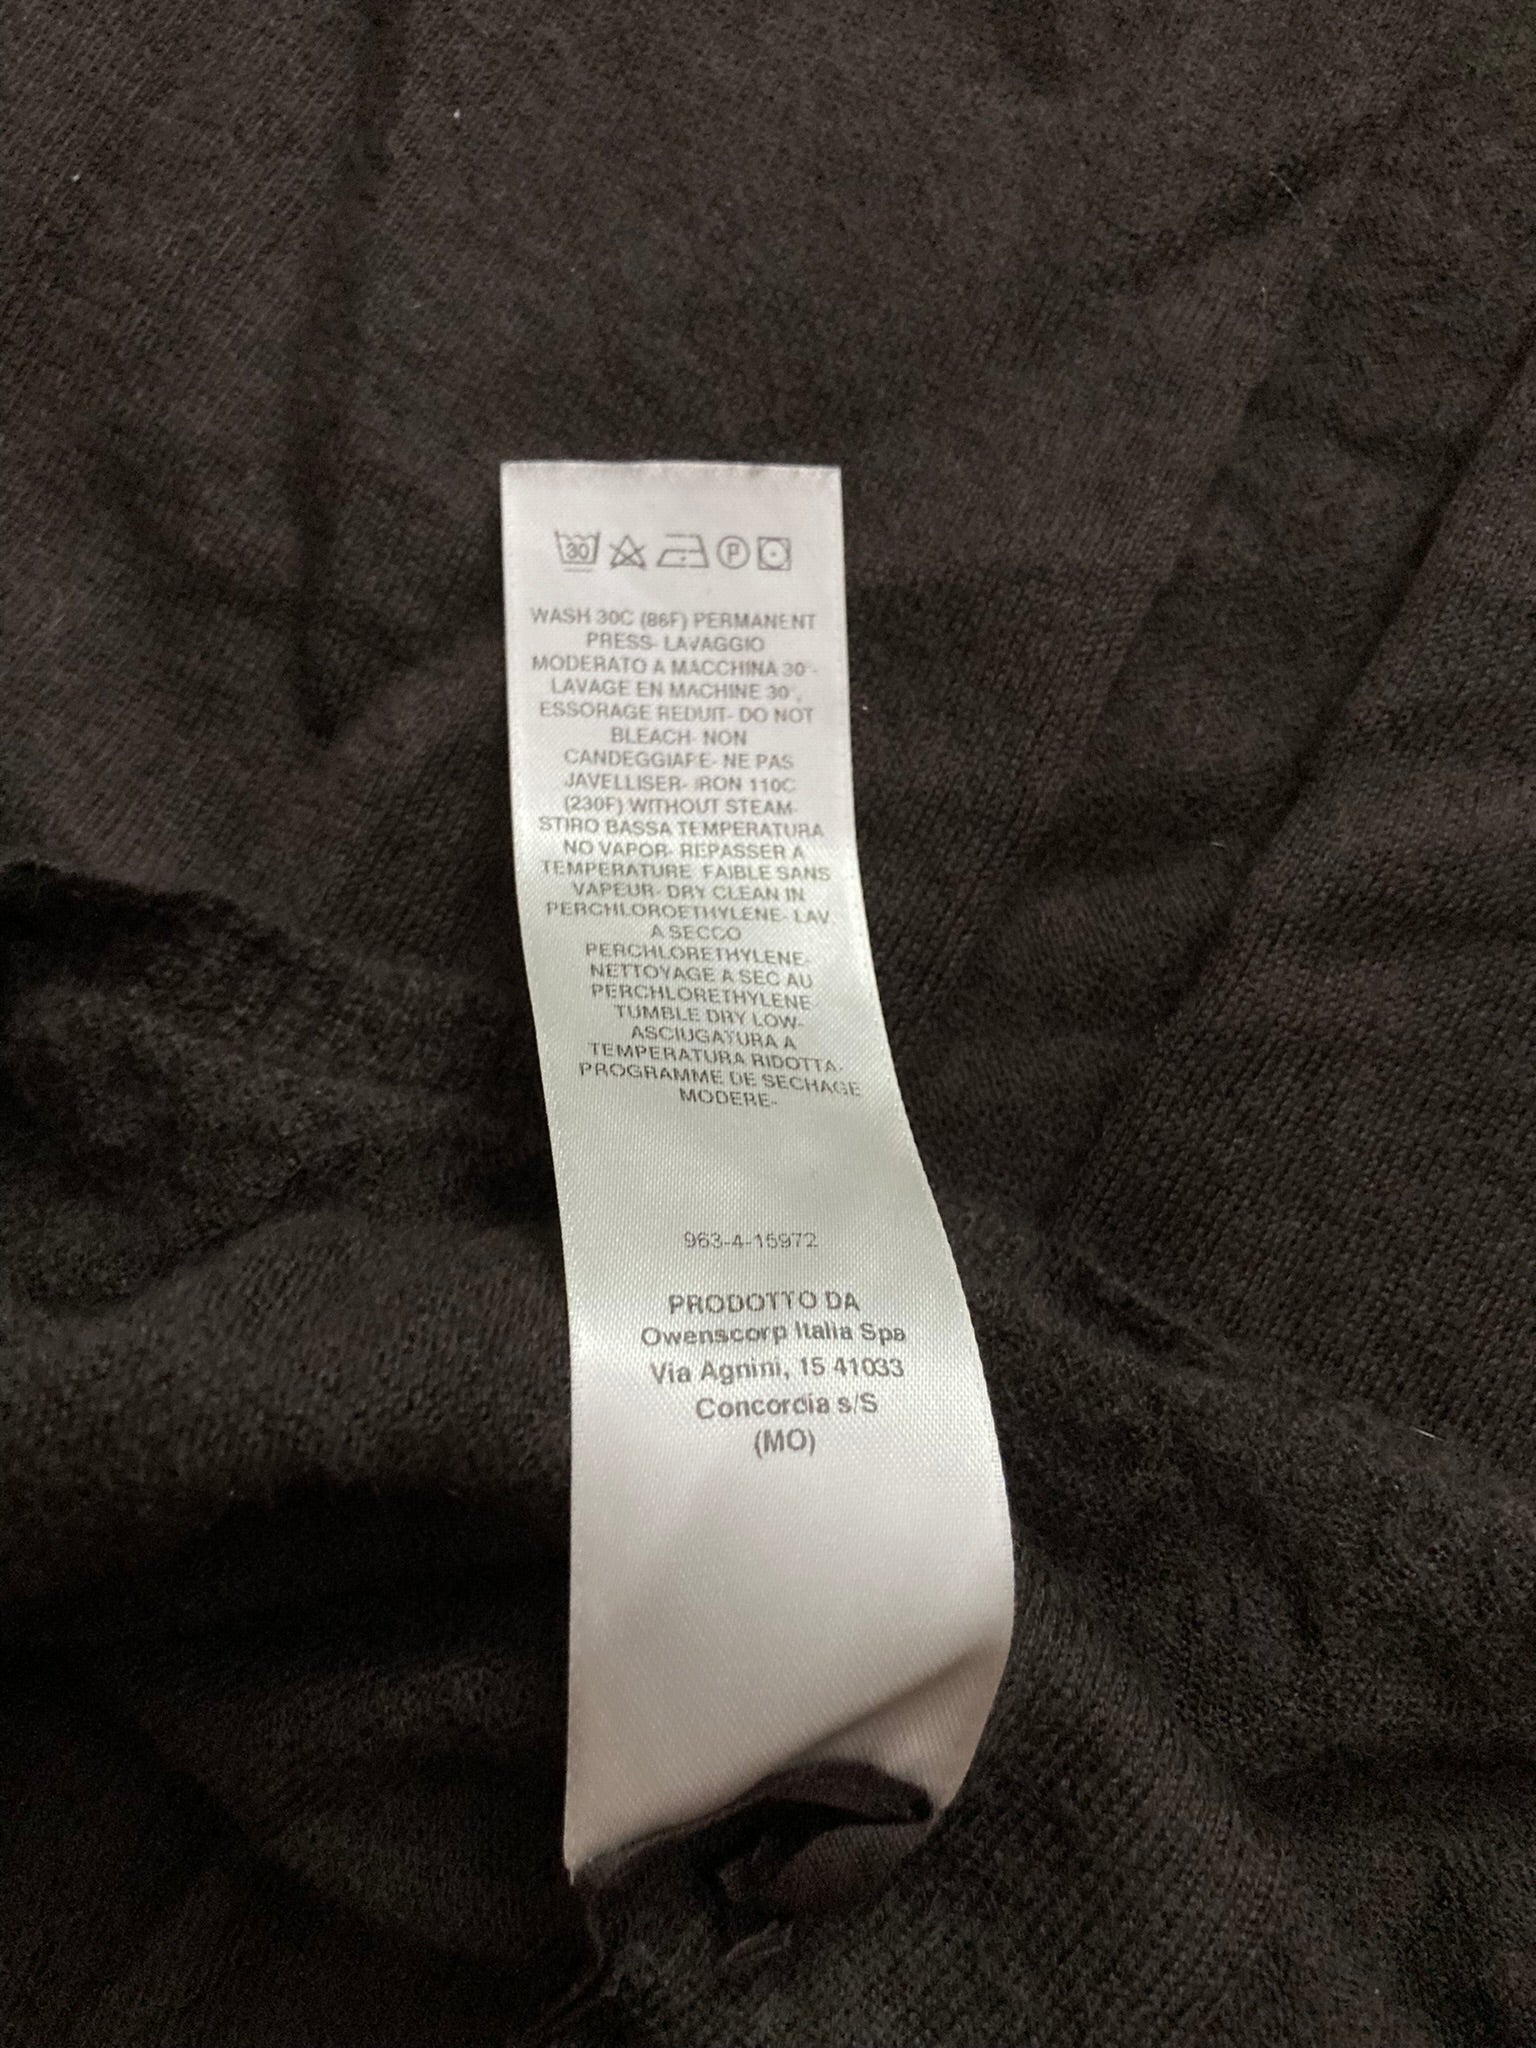 30 P
WASH 30C (86F) PERMANENT
PRESS- LAVAGGIO
MODERATO A MACCHINA 30°-
LAVAGE EN MACHINE 30°,
ESSORAGE REDUIT- DO NOT
BLEACH- NON
CANDEGGIARE- NE PAS
JAVELLISER- IRON 110C
(230F) WITHOUT STEAM-
STIRO BASSA TEMPERATURA
NO VAPOR- REPASSER A
TEMPERATURE FAIBLE SANS
VAPEUR- DRY CLEAN IN
PERCHLOROETHYLENE- LAV.
A SECCO
PERCHLORETHYLENE-
NETTOYAGE A SEC AU
PERCHLORETHYLENE
TUMBLE DRY LOW-
ASCIUGATURA A
TEMPERATURA RIDOTTA-
PROGRAMME DE SECHAGE
MODERE-
963-4-15972
PRODOTTO DA
Owenscorp Italia Spa
Via Agnini, 15 41033
Concordia s/S
(MO)